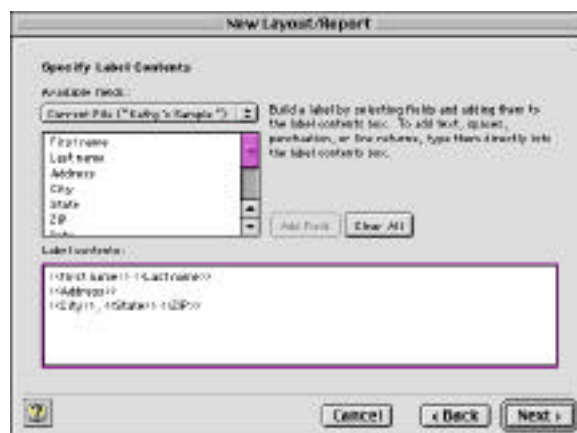 New Layout/Report
Specify Label Contents
Available fields:
Current File ("Kathy's Sample")
Build a label by selecting fields and adding them to
the label contents box. To add text, spaces,
punctuation, or line returns, type them directly into
the label contents box.
First name
Last name
Address
City
State
ZIP
Add Field
Clear All
Label contents:
<<First name>> <<Last name>>
<<Address>>
<<City>>, <<State>> <<ZIP>>
?
Cancel
‹ Back
Next ›